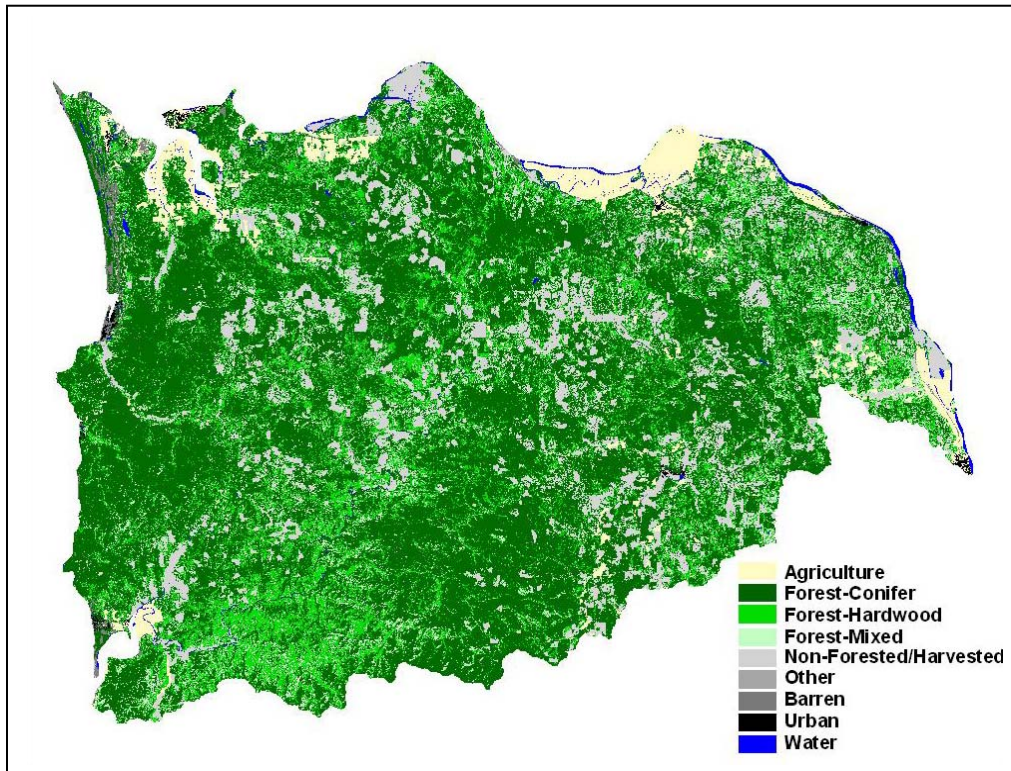 Agriculture
Forest-Conifer
Forest-Hardwood
Forest-Mixed
Non-Forested/Harvested
Other
Barren
Urban
Water